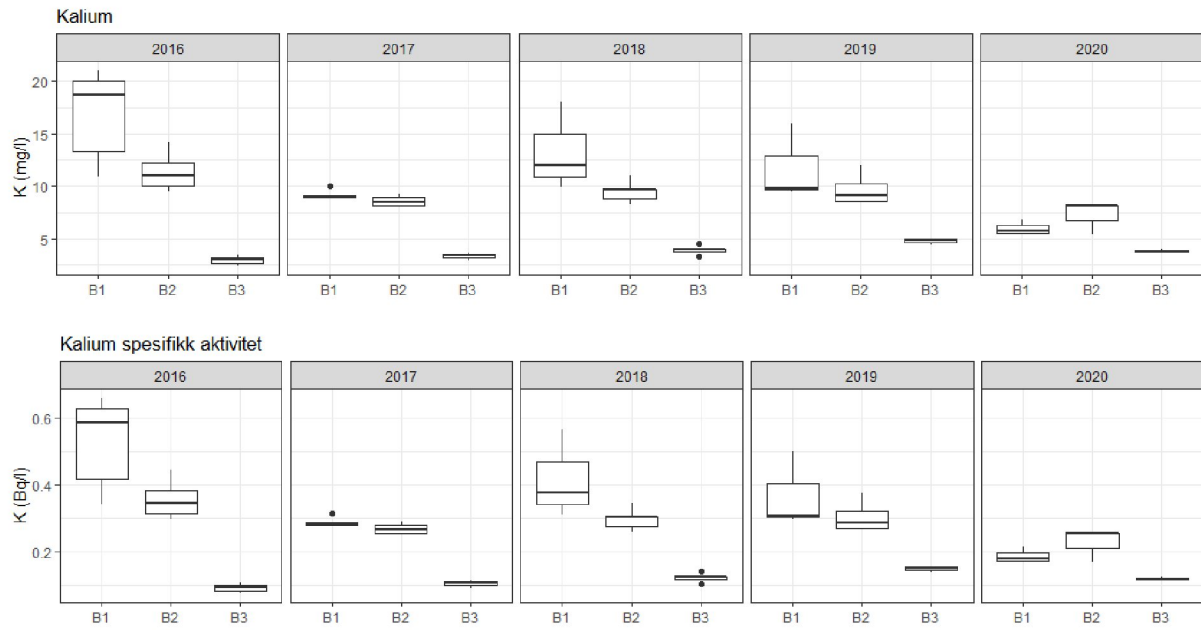 Kalium
2016 2017 2018 2019 2020
K (mg/l)
20
15
10
5
B1 B2 B3 B1 B2 B3 B1 B2 B3 B1 B2 B3 B1 B2 B3
Kalium spesifikk aktivitet
2016 2017 2018 2019 2020
K (Bq/l)
0.6
0.4
0.2
B1 B2 B3 B1 B2 B3 B1 B2 B3 B1 B2 B3 B1 B2 B3